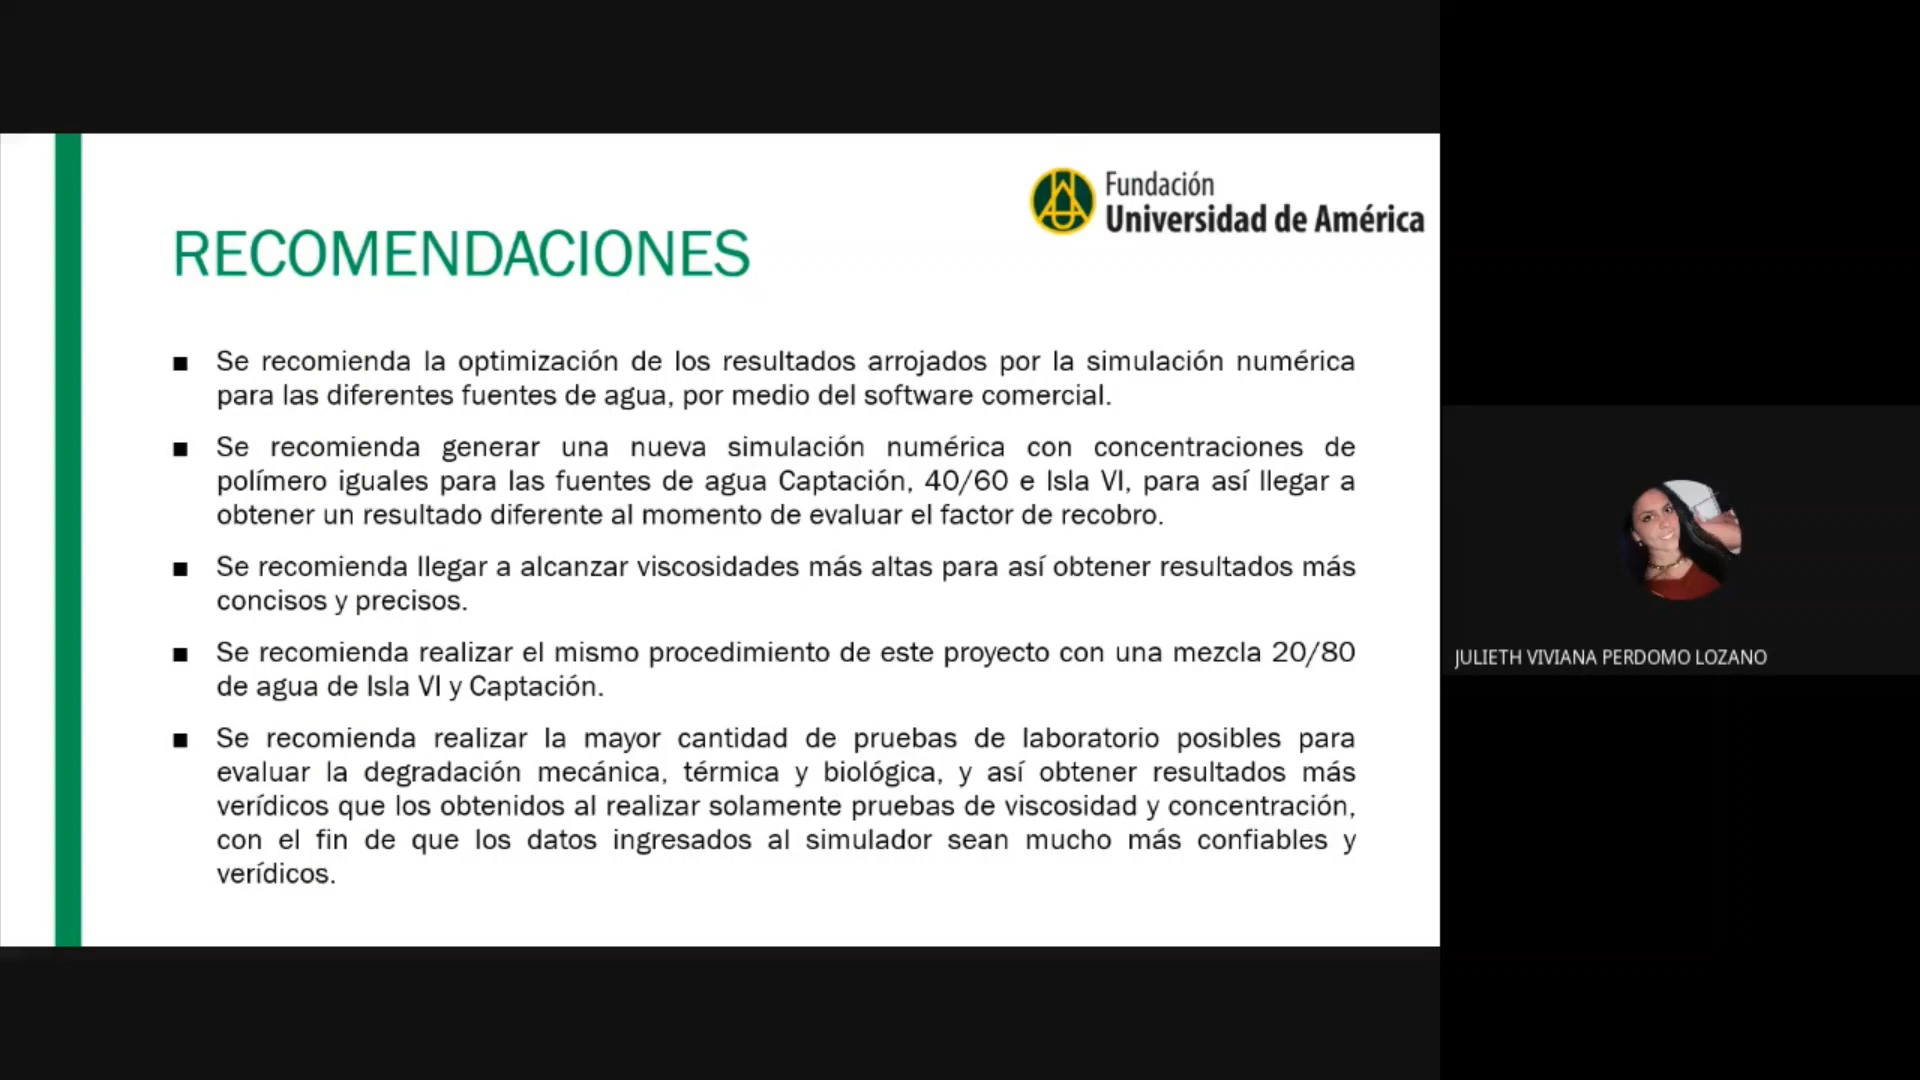 Fundación
Universidad de América
RECOMENDACIONES
■ Se recomienda la optimización de los resultados arrojados por la simulación numérica
para las diferentes fuentes de agua, por medio del software comercial.
■ Se recomienda generar una nueva simulación numérica con concentraciones de
polímero iguales para las fuentes de agua Captación, 40/60 e Isla VI, para así llegar a
obtener un resultado diferente al momento de evaluar el factor de recobro.
■ Se recomienda llegar a alcanzar viscosidades más altas para así obtener resultados más
concisos y precisos.
■ Se recomienda realizar el mismo procedimiento de este proyecto con una mezcla 20/80
de agua de Isla VI y Captación.
■ Se recomienda realizar la mayor cantidad de pruebas de laboratorio posibles para
evaluar la degradación mecánica, térmica y biológica, y así obtener resultados más
verídicos que los obtenidos al realizar solamente pruebas de viscosidad y concentración,
con el fin de que los datos ingresados al simulador sean mucho más confiables y
verídicos.
JULIETH VIVIANA PERDOMO LOZANO